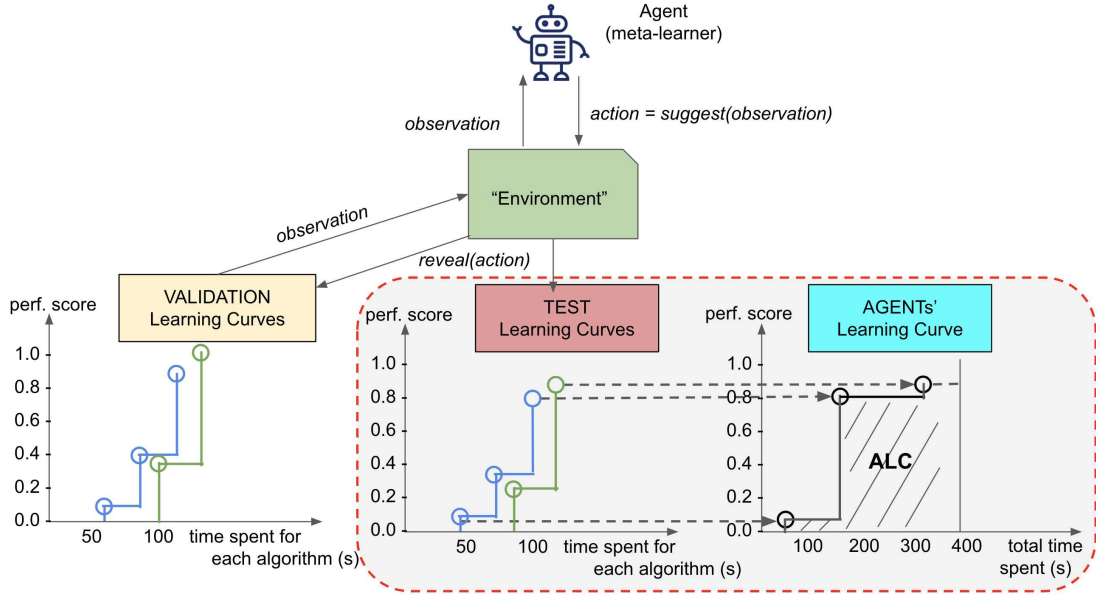 Agent
(meta-learner)
observation
action = suggest(observation)
“Environment”
observation
reveal(action)
VALIDATION
Learning Curves
perf. score
1.0
0.8
0.6
0.4
0.2
0.0
50
100
time spent for
each algorithm (s)
TEST
Learning Curves
perf. score
1.0
0.8
0.6
0.4
0.2
0.0
50
100
time spent for
each algorithm (s)
AGENTs’
Learning Curve
perf. score
1.0
0.8
0.6
0.4
0.2
0.0
ALC
100
200
300
400
total time
spent (s)